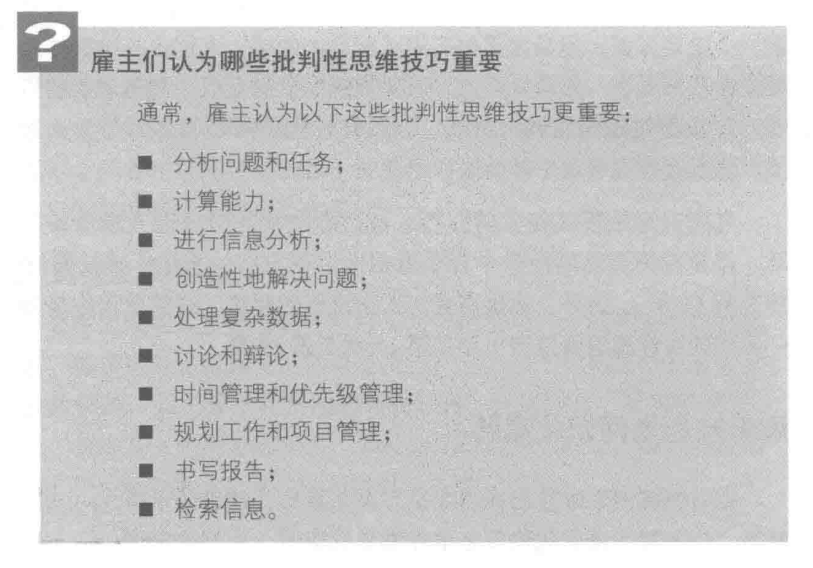 ?
雇主们认为哪些批判性思维技巧重要
通常，雇主认为以下这些批判性思维技巧更重要：
■ 分析问题和任务；
■ 计算能力；
■ 进行信息分析；
■ 创造性地解决问题；
■ 处理复杂数据；
■ 讨论和辩论；
■ 时间管理和优先级管理；
■ 规划工作和项目管理；
■ 书写报告；
■ 检索信息。